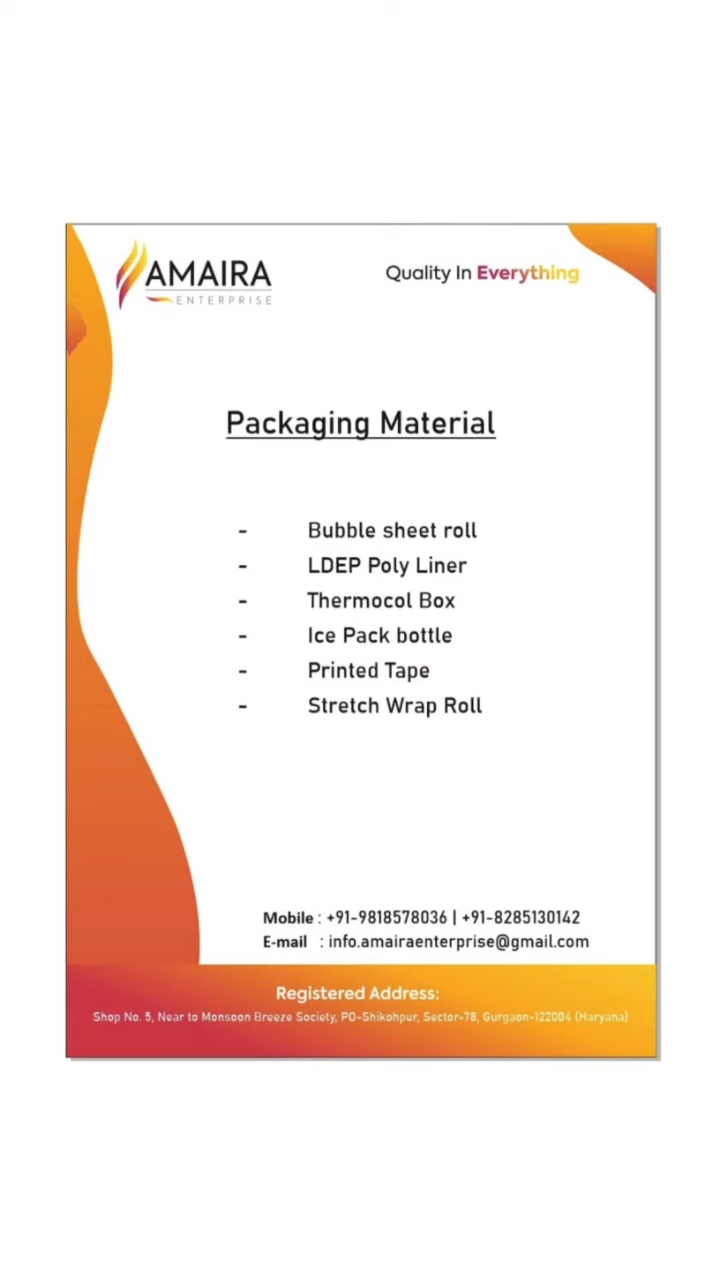 AMAIRA
ENTERPRISE
Quality In Everything
Packaging Material
- Bubble sheet roll
- LDEP Poly Liner
- Thermocol Box
- Ice Pack bottle
- Printed Tape
- Stretch Wrap Roll
Mobile : +91-9818578036 | +91-8285130142
E-mail : info.amairaenterprise@gmail.com
Registered Address:
Shop No. 5, Near to Monsoon Breeze Society, PO-Shikohpur, Sector-78, Gurgaon-122004 (Haryana)